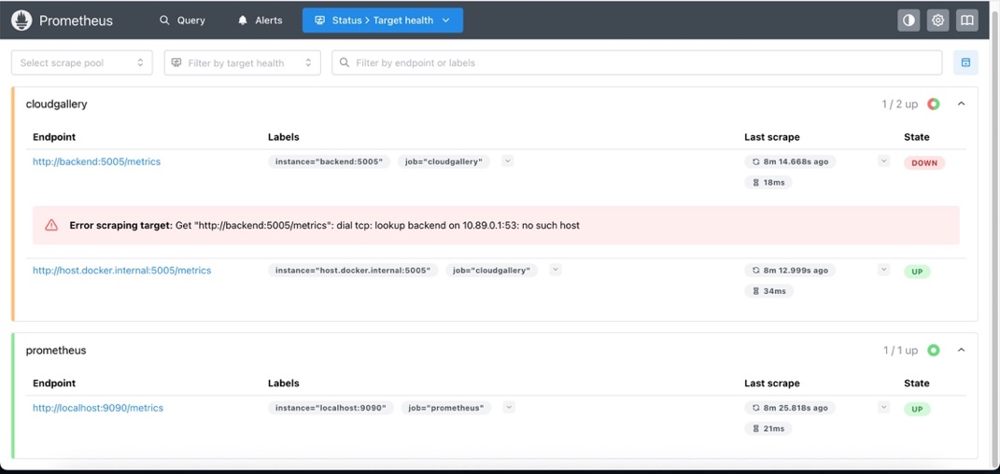 Prometheus Query Alerts Status > Target health
Select scrape pool Filter by target health Filter by endpoint or labels
cloudgallery 1 / 2 up
Endpoint Labels Last scrape State
http://backend:5005/metrics instance="backend:5005" job="cloudgallery" 8m 14.668s ago DOWN
18ms
Error scraping target: Get "http://backend:5005/metrics": dial tcp: lookup backend on 10.89.0.1:53: no such host
http://host.docker.internal:5005/metrics instance="host.docker.internal:5005" job="cloudgallery" 8m 12.999s ago UP
34ms
prometheus 1 / 1 up
Endpoint Labels Last scrape State
http://localhost:9090/metrics instance="localhost:9090" job="prometheus" 8m 25.818s ago UP
21ms